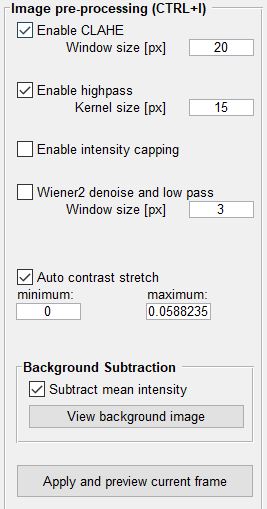 Image pre-processing (CTRL+I)
Enable CLAHE
Window size [px] 20
Enable highpass
Kernel size [px] 15
Enable intensity capping
Wiener2 denoise and low pass
Window size [px] 3
Auto contrast stretch
minimum: maximum:
0 0.0588235
Background Subtraction
Subtract mean intensity
View background image
Apply and preview current frame